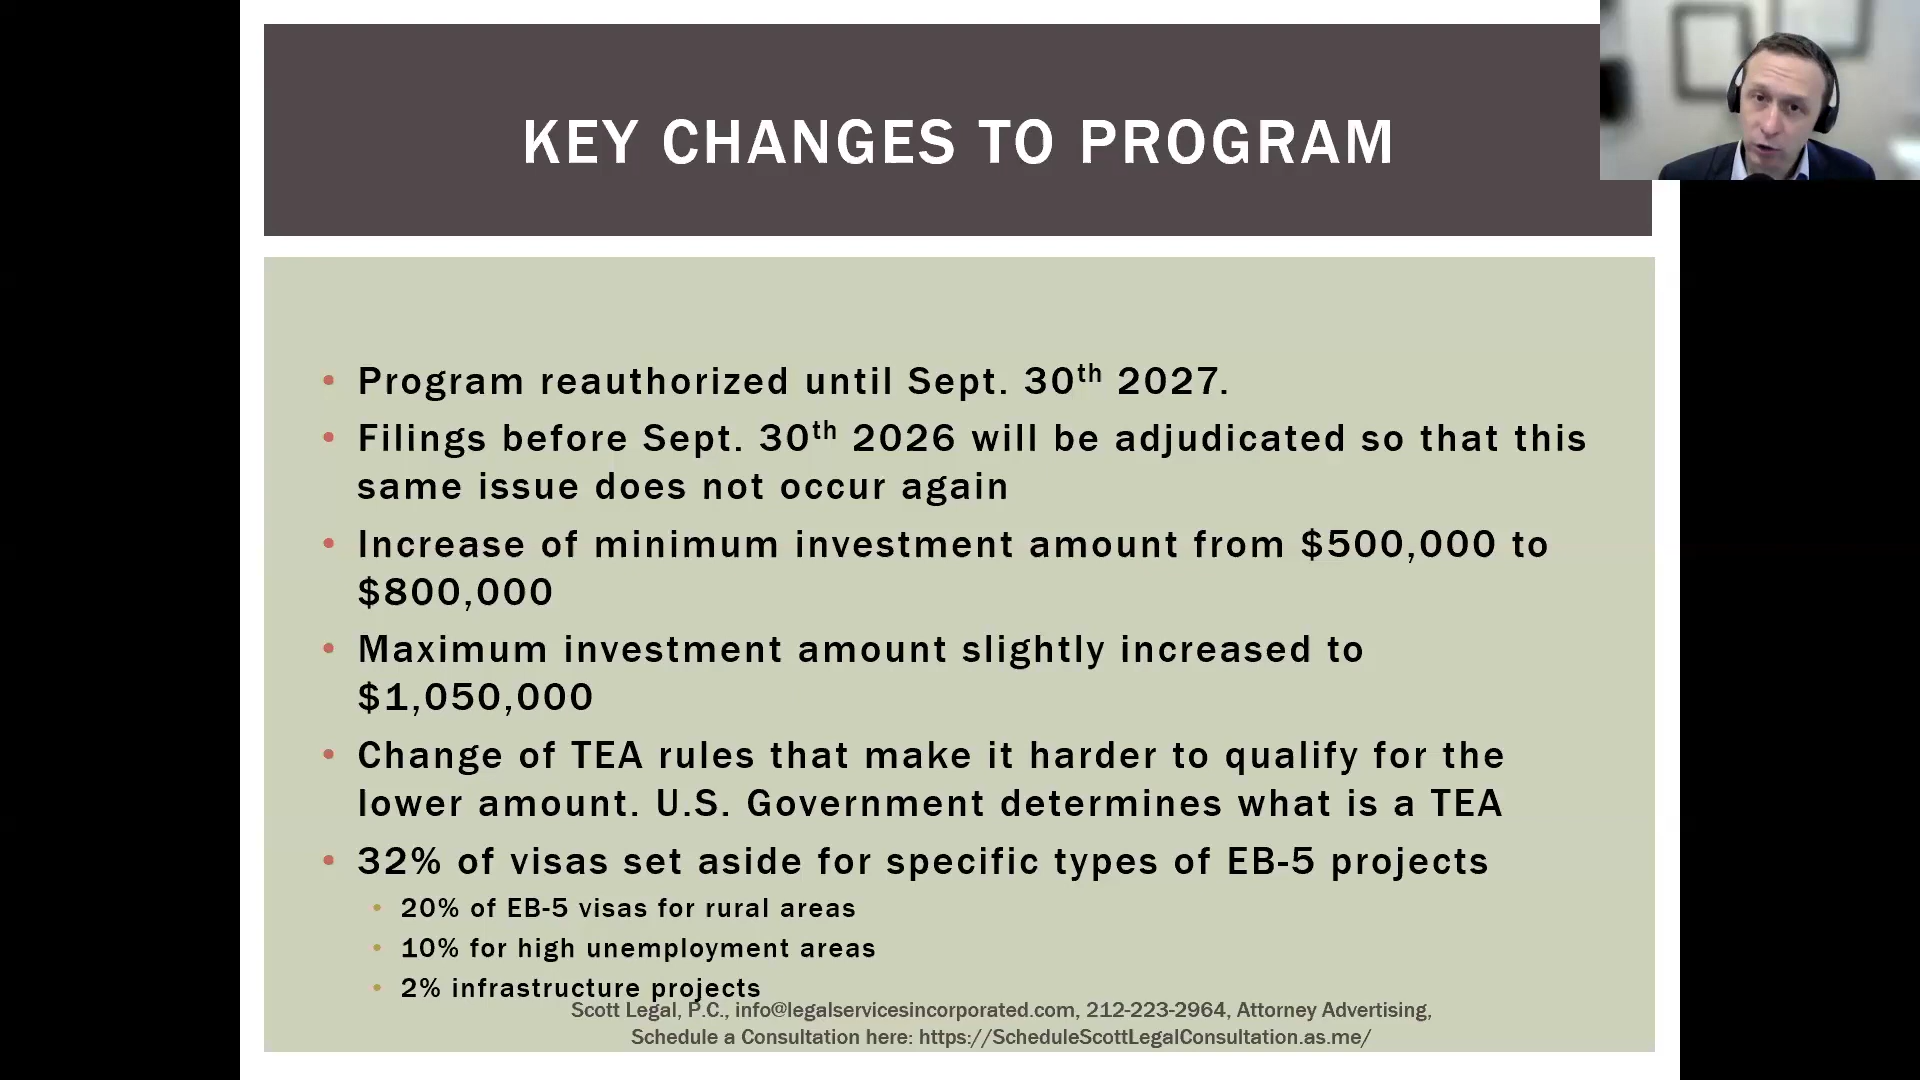 KEY CHANGES TO PROGRAM
• Program reauthorized until Sept. 30th 2027.
• Filings before Sept. 30th 2026 will be adjudicated so that this
same issue does not occur again
• Increase of minimum investment amount from $500,000 to
$800,000
• Maximum investment amount slightly increased to
$1,050,000
• Change of TEA rules that make it harder to qualify for the
lower amount. U.S. Government determines what is a TEA
• 32% of visas set aside for specific types of EB-5 projects
• 20% of EB-5 visas for rural areas
• 10% for high unemployment areas
• 2% infrastructure projects
Scott Legal, P.C., info@legalservicesincorporated.com, 212-223-2964, Attorney Advertising,
Schedule a Consultation here: https://ScheduleScottLegalConsultation.as.me/